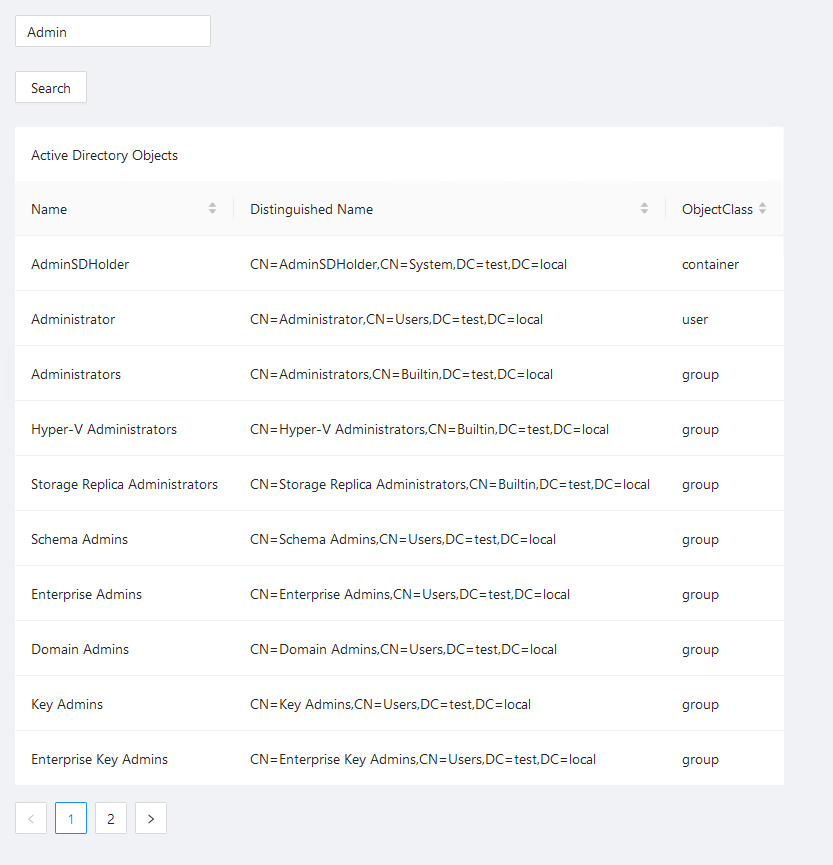 Admin
Search
Active Directory Objects
Name Distinguished Name ObjectClass
AdminSDHolder CN=AdminSDHolder,CN=System,DC=test,DC=local container
Administrator CN=Administrator,CN=Users,DC=test,DC=local user
Administrators CN=Administrators,CN=Builtin,DC=test,DC=local group
Hyper-V Administrators CN=Hyper-V Administrators,CN=Builtin,DC=test,DC=local group
Storage Replica Administrators CN=Storage Replica Administrators,CN=Builtin,DC=test,DC=local group
Schema Admins CN=Schema Admins,CN=Users,DC=test,DC=local group
Enterprise Admins CN=Enterprise Admins,CN=Users,DC=test,DC=local group
Domain Admins CN=Domain Admins,CN=Users,DC=test,DC=local group
Key Admins CN=Key Admins,CN=Users,DC=test,DC=local group
Enterprise Key Admins CN=Enterprise Key Admins,CN=Users,DC=test,DC=local group
< 1 2 >